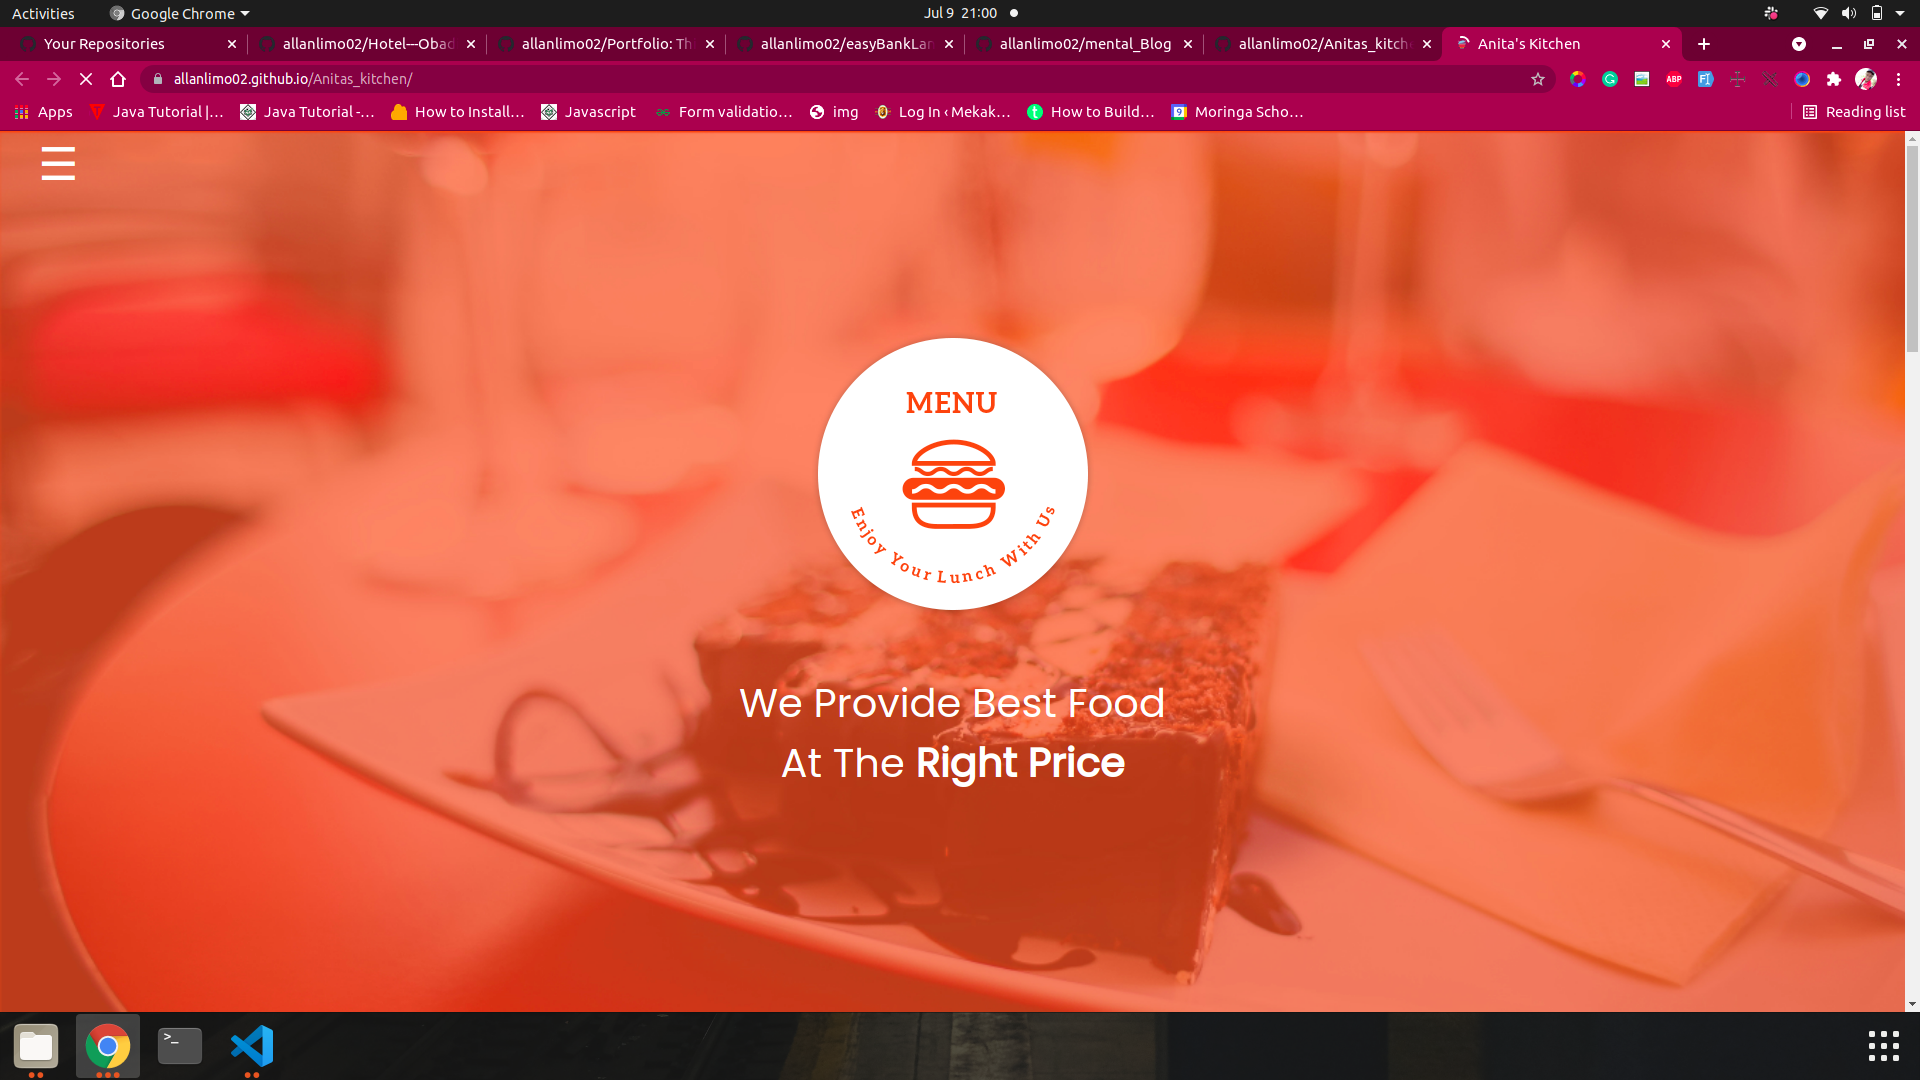 Activities
Google Chrome
Jul 9 21:00
Your Repositories
allanlimo02/Hotel---Obad
allanlimo02/Portfolio: Th
allanlimo02/easyBankLan
allanlimo02/mental_Blog
allanlimo02/Anitas_kitch
Anita's Kitchen
allanlimo02.github.io/Anitas_kitchen/
ABP
Apps
Java Tutorial |...
Java Tutorial -...
How to Install...
Javascript
Form validatio...
img
Log In ‹ Mekak...
How to Build...
Moringa Scho...
Reading list
MENU
Enjoy Your Lunch With Us
We Provide Best Food
At The Right Price